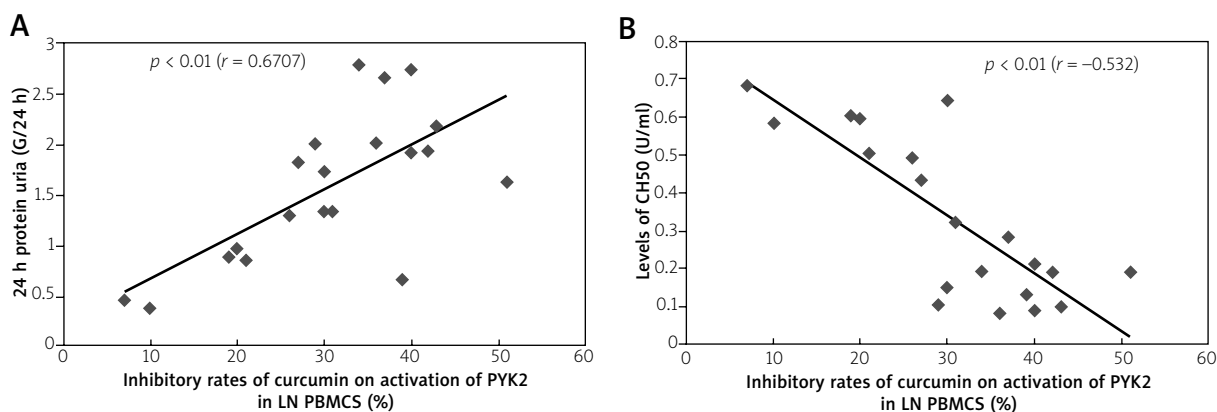 A
p < 0.01 (r = 0.6707)
24 h protein uria (G/24 h)
3
2.5
2
1.5
1
0.5
0
0 10 20 30 40 50 60
Inhibitory rates of curcumin on activation of PYK2
in LN PBMCS (%)
B
p < 0.01 (r = –0.532)
Levels of CH50 (U/ml)
0.8
0.7
0.6
0.5
0.4
0.3
0.2
0.1
0
0 10 20 30 40 50 60
Inhibitory rates of curcumin on activation of PYK2
in LN PBMCS (%)